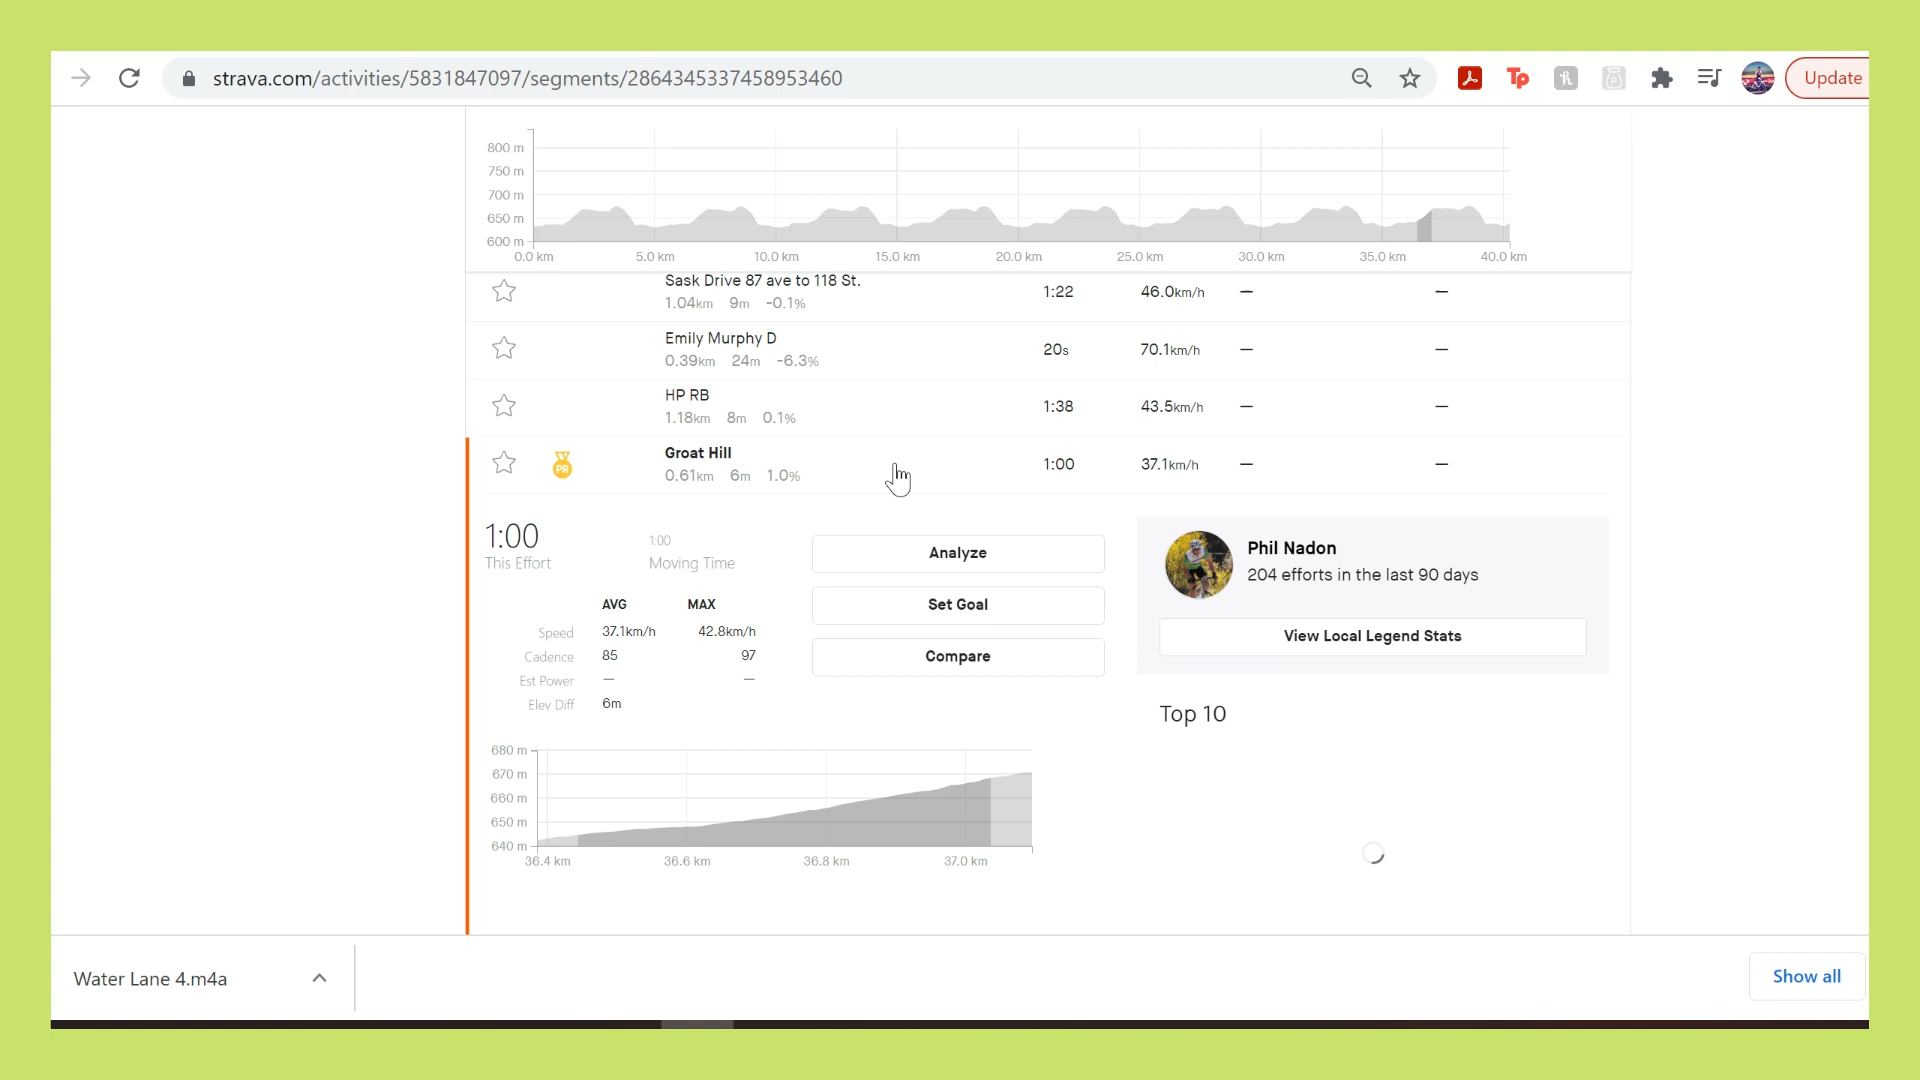 strava.com/activities/5831847097/segments/2864345337458953460
Update
800 m
750 m
700 m
650 m
600 m
0.0 km 5.0 km 10.0 km 15.0 km 20.0 km 25.0 km 30.0 km 35.0 km 40.0 km
Sask Drive 87 ave to 118 St.
1.04km 9m -0.1%
1:22 46.0km/h — —
Emily Murphy D
0.39km 24m -6.3%
20s 70.1km/h — —
HP RB
1.18km 8m 0.1%
1:38 43.5km/h — —
PR
Groat Hill
0.61km 6m 1.0%
1:00 37.1km/h — —
1:00
This Effort
1:00
Moving Time
AVG MAX
Speed 37.1km/h 42.8km/h
Cadence 85 97
Est Power — —
Elev Diff 6m
Analyze
Set Goal
Compare
Phil Nadon
204 efforts in the last 90 days
View Local Legend Stats
Top 10
680 m
670 m
660 m
650 m
640 m
36.4 km 36.6 km 36.8 km 37.0 km
Water Lane 4.m4a
Show all